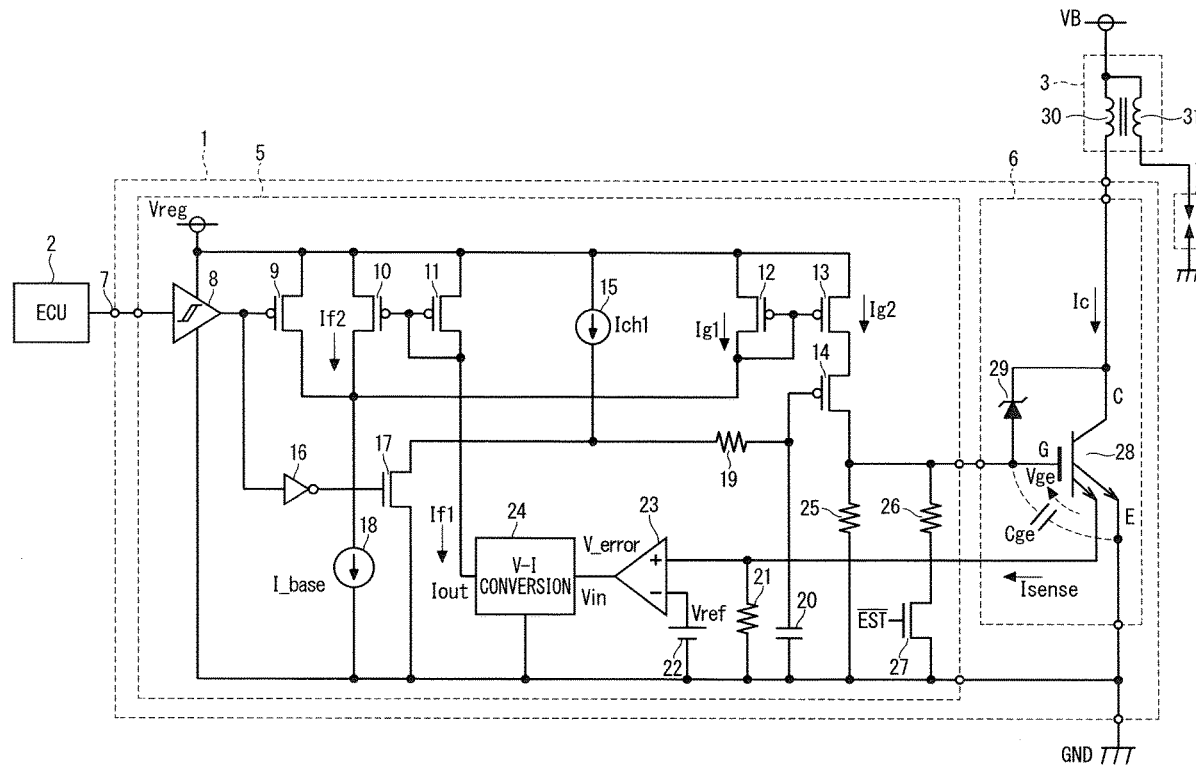 VB
3
30
31
1
5
6
Vreg
2
ECU
7
8
9
10
11
If2
15
Ich1
12
13
Ig1
Ig2
14
Ic
29
C
G
28
Vge
Cge
E
16
17
19
18
I_base
If1
24
V-I
CONVERSION
Iout
V_error
Vin
23
+
−
Vref
22
21
20
25
26
EST
27
Isense
GND